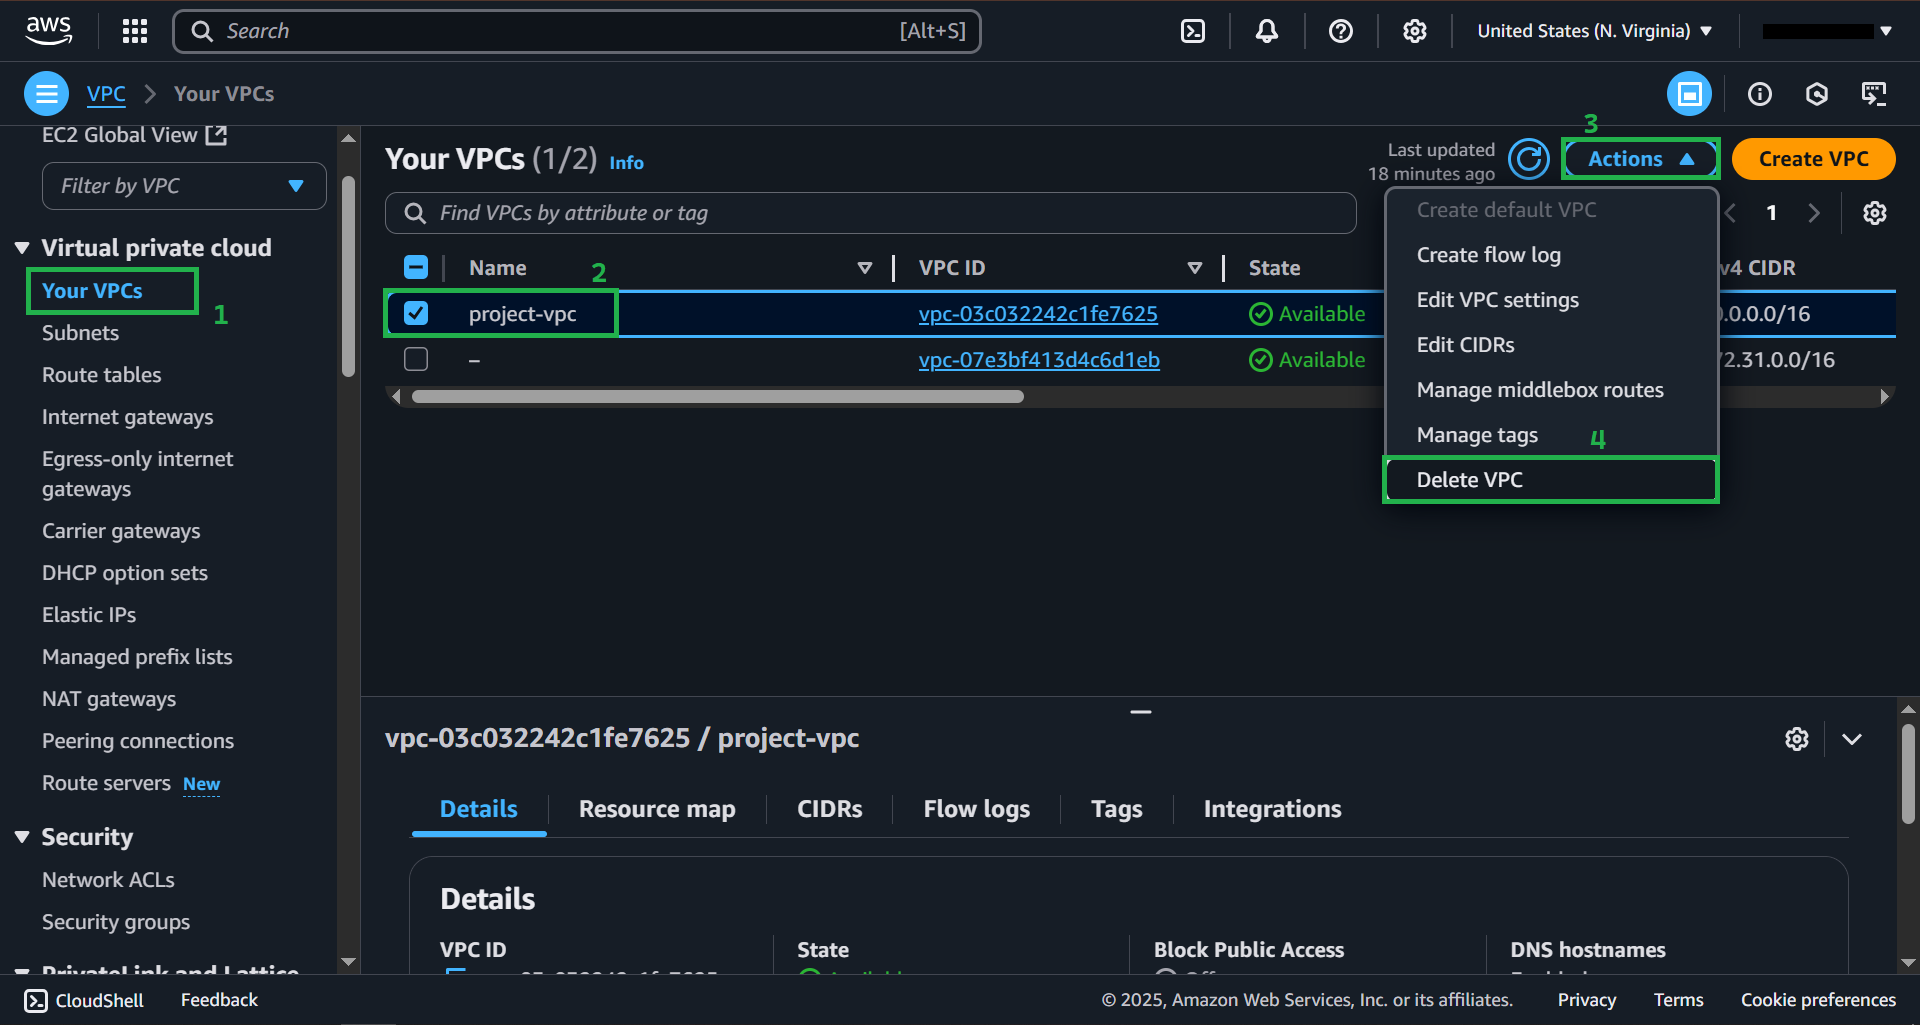 aws
Search [Alt+S]
United States (N. Virginia)
VPC > Your VPCs
EC2 Global View
Filter by VPC
Virtual private cloud
Your VPCs
1
Subnets
Route tables
Internet gateways
Egress-only internet
gateways
Carrier gateways
DHCP option sets
Elastic IPs
Managed prefix lists
NAT gateways
Peering connections
Route servers New
Security
Network ACLs
Security groups
PrivateLink and Lattice
Your VPCs (1/2) Info
Last updated
18 minutes ago
3
Actions
Create VPC
Find VPCs by attribute or tag
1
Name 2 VPC ID State v4 CIDR
project-vpc vpc-03c032242c1fe7625 Available 0.0.0/16
– vpc-07e3bf413d4c6d1eb Available 2.31.0.0/16
Create default VPC
Create flow log
Edit VPC settings
Edit CIDRs
Manage middlebox routes
Manage tags
4
Delete VPC
vpc-03c032242c1fe7625 / project-vpc
Details Resource map CIDRs Flow logs Tags Integrations
Details
VPC ID State Block Public Access DNS hostnames
CloudShell Feedback © 2025, Amazon Web Services, Inc. or its affiliates. Privacy Terms Cookie preferences